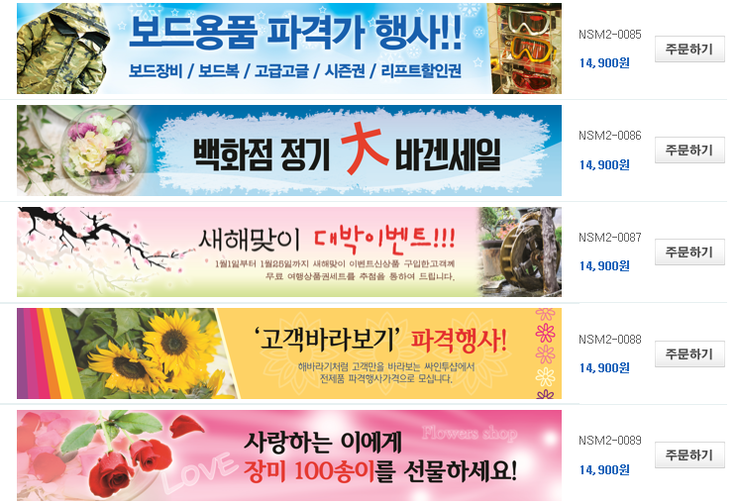 보드용품 파격가 행사!!
보드장비 / 보드복 / 고급고글 / 시즌권 / 리프트할인권
NSM2-0085
14,900원
주문하기
백화점 정기 大 바겐세일
NSM2-0086
14,900원
주문하기
새해맞이 대박이벤트!!!
1월1일부터 1월25일까지 새해맞이 이벤트신상품 구입한고객께
무료 여행상품권세트를 추첨을 통하여 드립니다.
NSM2-0087
14,900원
주문하기
'고객바라보기' 파격행사!
해바라기처럼 고객만을 바라보는 싸인투샵에서
전제품 파격행사가격으로 모십니다.
NSM2-0088
14,900원
주문하기
Flowers shop
사랑하는 이에게
장미 100송이를 선물하세요!
LOVE
NSM2-0089
14,900원
주문하기